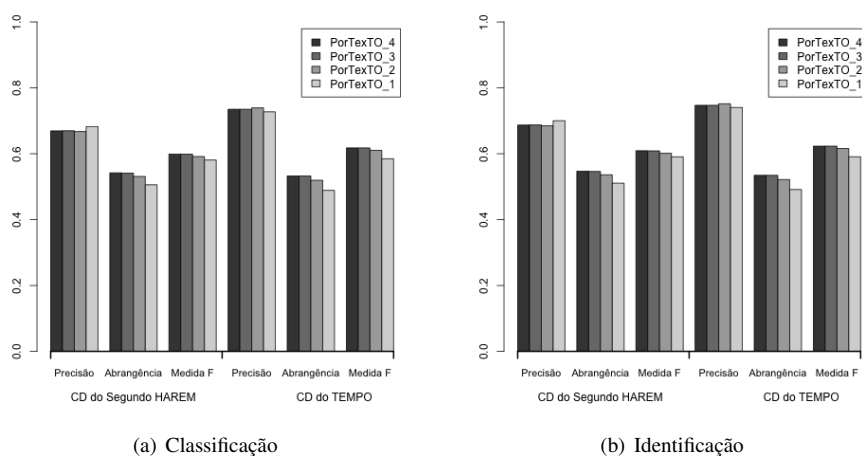 1.0
0.8
0.6
0.4
0.2
0.0
PorTexTO_4
PorTexTO_3
PorTexTO_2
PorTexTO_1
Precisão Abrangência Medida F Precisão Abrangência Medida F
CD do Segundo HAREM CD do TEMPO
(a) Classificação
1.0
0.8
0.6
0.4
0.2
0.0
PorTexTO_4
PorTexTO_3
PorTexTO_2
PorTexTO_1
Precisão Abrangência Medida F Precisão Abrangência Medida F
CD do Segundo HAREM CD do TEMPO
(b) Identificação